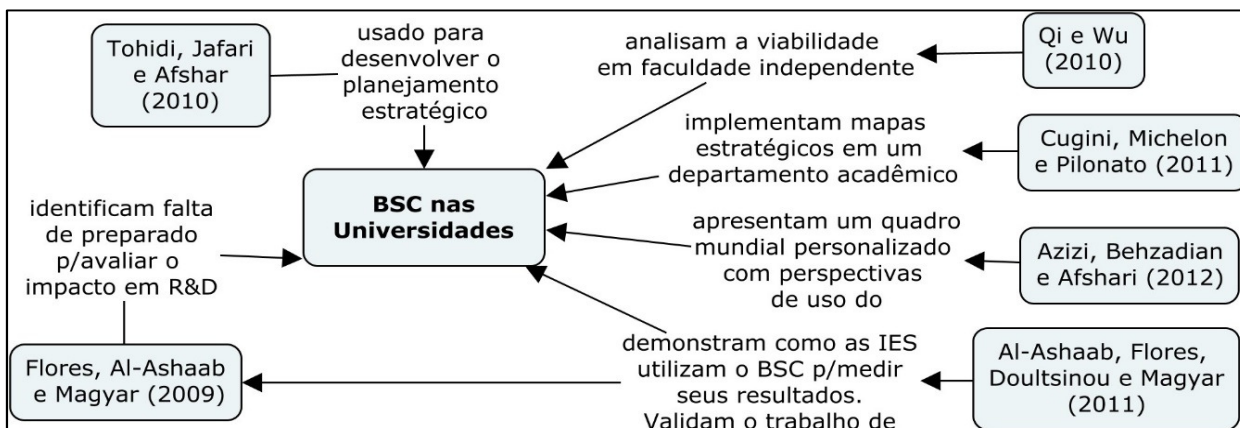 Tohidi, Jafari
e Afshar
(2010)
usado para
desenvolver o
planejamento
estratégico
analisam a viabilidade
em faculdade independente
Qi e Wu
(2010)
implementam mapas
estratégicos em um
departamento acadêmico
Cugini, Michelon
e Pilonato (2011)
BSC nas
Universidades
identificam falta
de preparado
p/avaliar o
impacto em R&D
apresentam um quadro
mundial personalizado
com perspectivas
de uso do
Azizi, Behzadian
e Afshari (2012)
Flores, Al-Ashaab
e Magyar (2009)
demonstram como as IES
utilizam o BSC p/medir
seus resultados.
Validam o trabalho de
Al-Ashaab, Flores,
Doultsinou e Magyar
(2011)